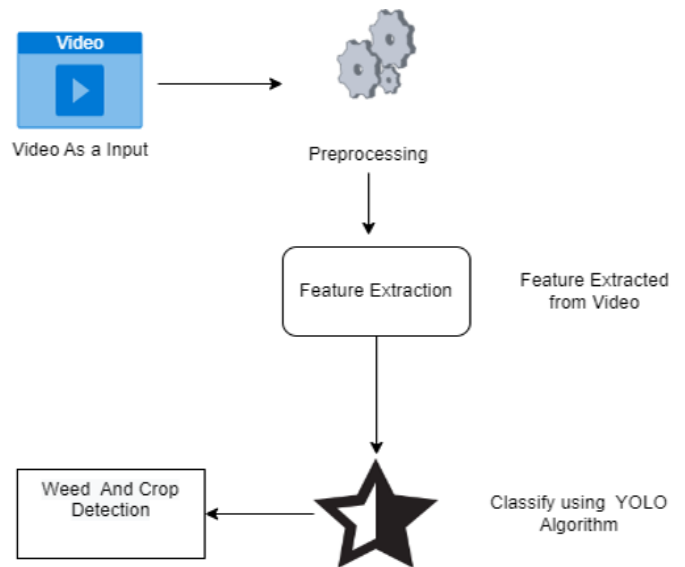 Video
Video As a Input
Preprocessing
Feature Extraction
Feature Extracted
from Video
Weed And Crop
Detection
Classify using YOLO
Algorithm